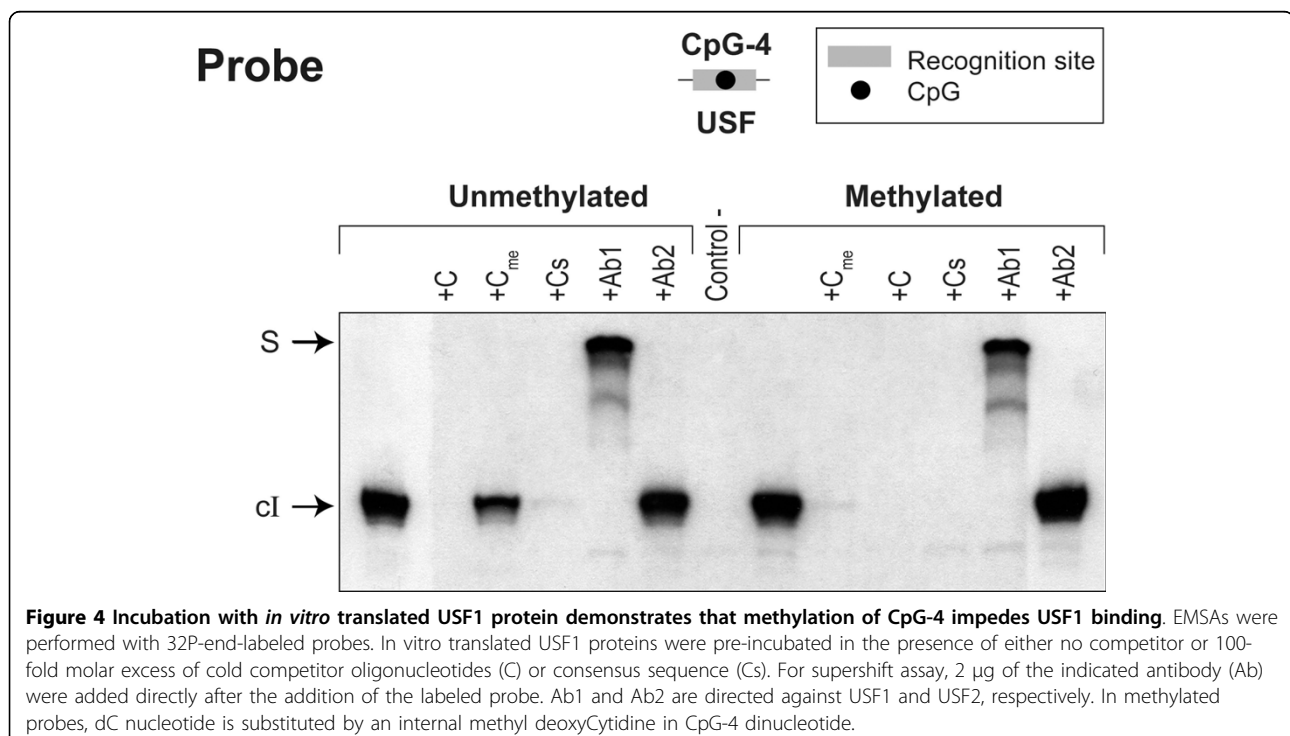 Probe
CpG-4
USF
Recognition site
CpG
Unmethylated
Control -
Methylated
+C
+Cme
+Cs
+Ab1
+Ab2
+Cme
+C
+Cs
+Ab1
+Ab2
S
cI
Figure 4 Incubation with in vitro translated USF1 protein demonstrates that methylation of CpG-4 impedes USF1 binding. EMSAs were
performed with 32P-end-labeled probes. In vitro translated USF1 proteins were pre-incubated in the presence of either no competitor or 100-
fold molar excess of cold competitor oligonucleotides (C) or consensus sequence (Cs). For supershift assay, 2 μg of the indicated antibody (Ab)
were added directly after the addition of the labeled probe. Ab1 and Ab2 are directed against USF1 and USF2, respectively. In methylated
probes, dC nucleotide is substituted by an internal methyl deoxyCytidine in CpG-4 dinucleotide.